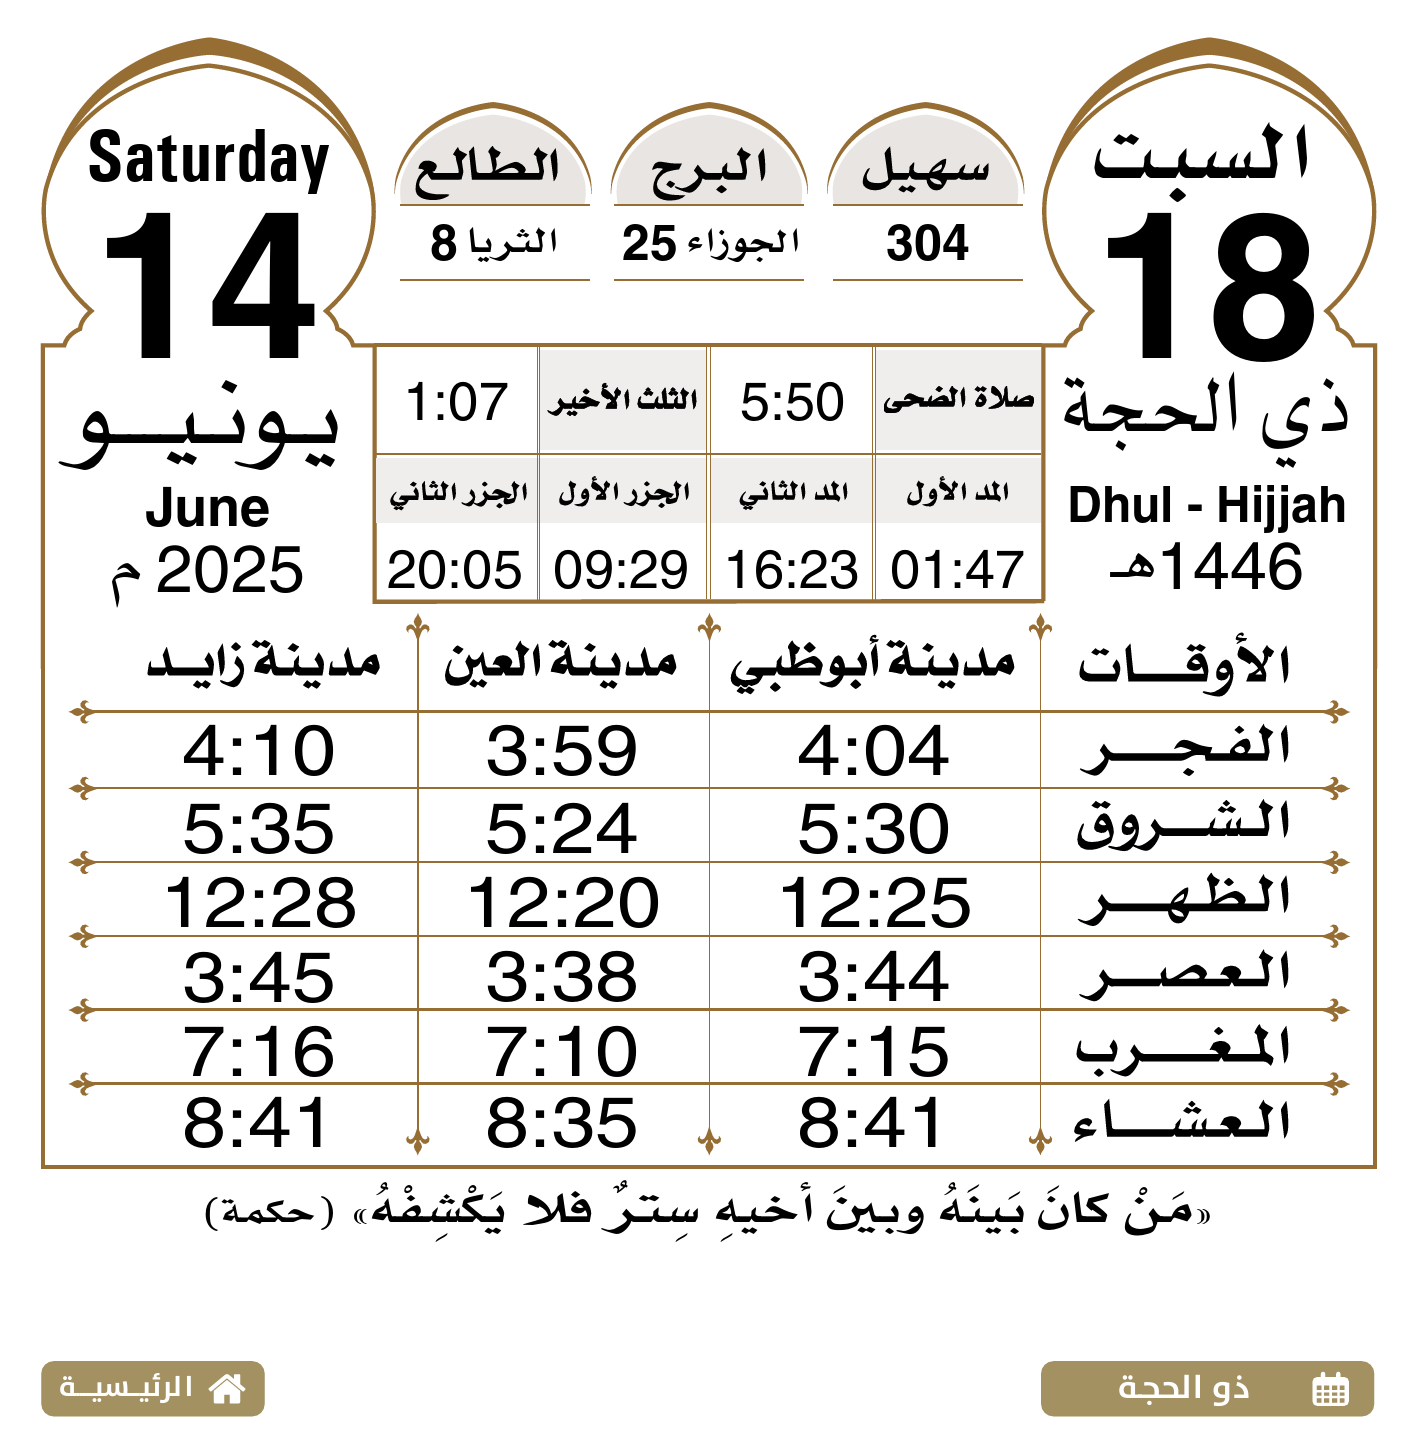 السبت
18
ذي الحجة
Dhul - Hijjah
1446هـ
سهيل
304
البرج
الجوزاء 25
الطالع
الثريا 8
Saturday
14
يونيو
June
2025 م
صلاة الضحى 5:50 الثلث الأخير 1:07
المد الأول المد الثاني الجزر الأول الجزر الثاني
01:47 16:23 09:29 20:05
الأوقات مدينة أبوظبي مدينة العين مدينة زايد
الفجر 4:04 3:59 4:10
الشروق 5:30 5:24 5:35
الظهر 12:25 12:20 12:28
العصر 3:44 3:38 3:45
المغرب 7:15 7:10 7:16
العشاء 8:41 8:35 8:41
«مَنْ كانَ بَينَهُ وبينَ أخيهِ سِترٌ فلا يَكْشِفْهُ» (حكمة)
ذو الحجة
الرئيسية